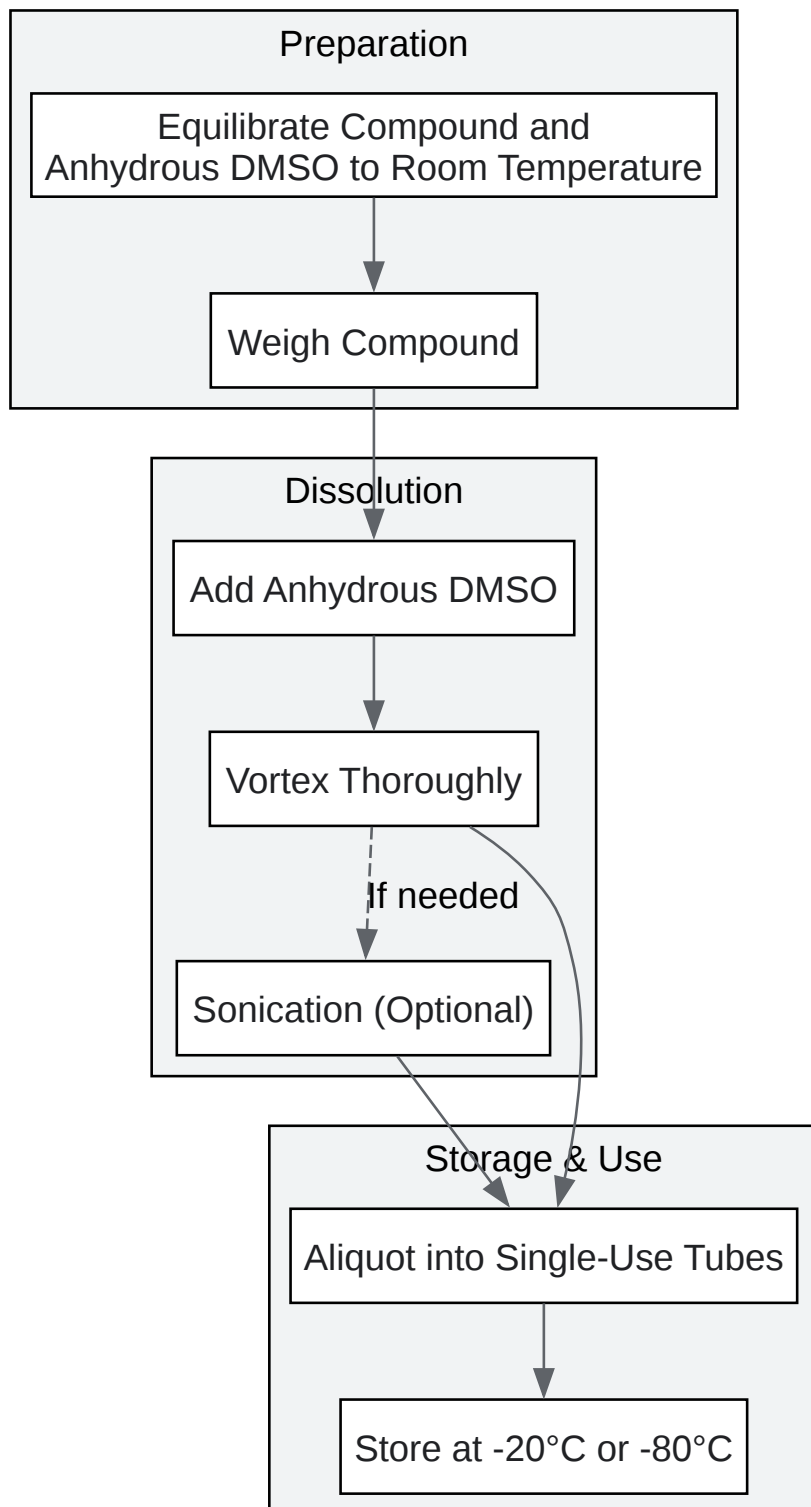 Preparation
Equilibrate Compound and
Anhydrous DMSO to Room Temperature
Weigh Compound
Dissolution
Add Anhydrous DMSO
Vortex Thoroughly
If needed
Sonication (Optional)
Storage & Use
Aliquot into Single-Use Tubes
Store at -20°C or -80°C